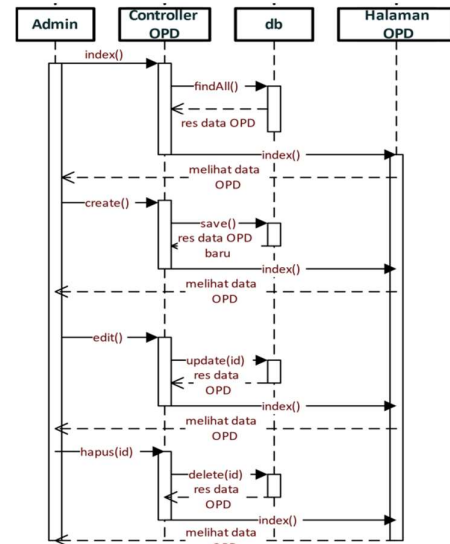 Admin
Controller
OPD
db
Halaman
OPD
index()
findAll()
res data OPD
index()
melihat data
OPD
create()
save()
res data OPD
baru
index()
melihat data
OPD
edit()
update(id)
res data
OPD
index()
melihat data
OPD
hapus(id)
delete(id)
res data
OPD
index()
melihat data
OPD